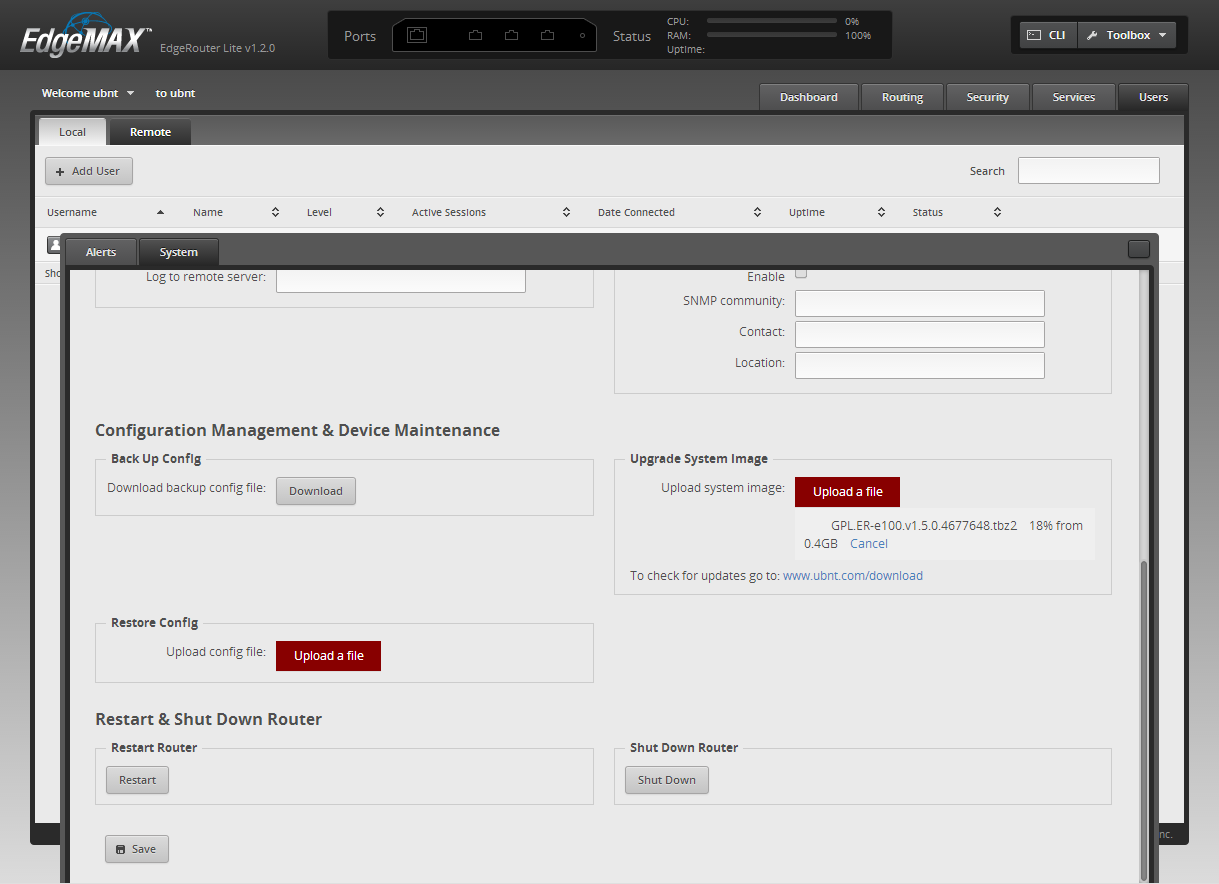 EdgeMAX™ EdgeRouter Lite v1.2.0
Ports
Status
CPU: 0%
RAM: 100%
Uptime:
CLI
Toolbox
Welcome ubnt to ubnt
Dashboard Routing Security Services Users
Local Remote
+ Add User
Search
Username Name Level Active Sessions Date Connected Uptime Status
Alerts System
Log to remote server:
Enable
SNMP community:
Contact:
Location:
Configuration Management & Device Maintenance
Back Up Config
Download backup config file: Download
Upgrade System Image
Upload system image: Upload a file
GPL.ER-e100.v1.5.0.4677648.tbz2 18% from
0.4GB Cancel
To check for updates go to: www.ubnt.com/download
Restore Config
Upload config file: Upload a file
Restart & Shut Down Router
Restart Router
Restart
Shut Down Router
Shut Down
Save